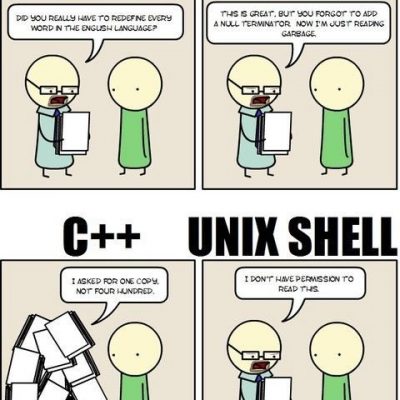 DID YOU REALLY HAVE TO REDEFINE EVERY
WORD IN THE ENGLISH LANGUAGE?
THIS IS GREAT, BUT YOU FORGOT TO ADD
A NULL TERMINATOR. NOW I'M JUST READING
GARBAGE.
C++
UNIX SHELL
I ASKED FOR ONE COPY,
NOT FOUR HUNDRED.
I DON'T HAVE PERMISSION TO
READ THIS.